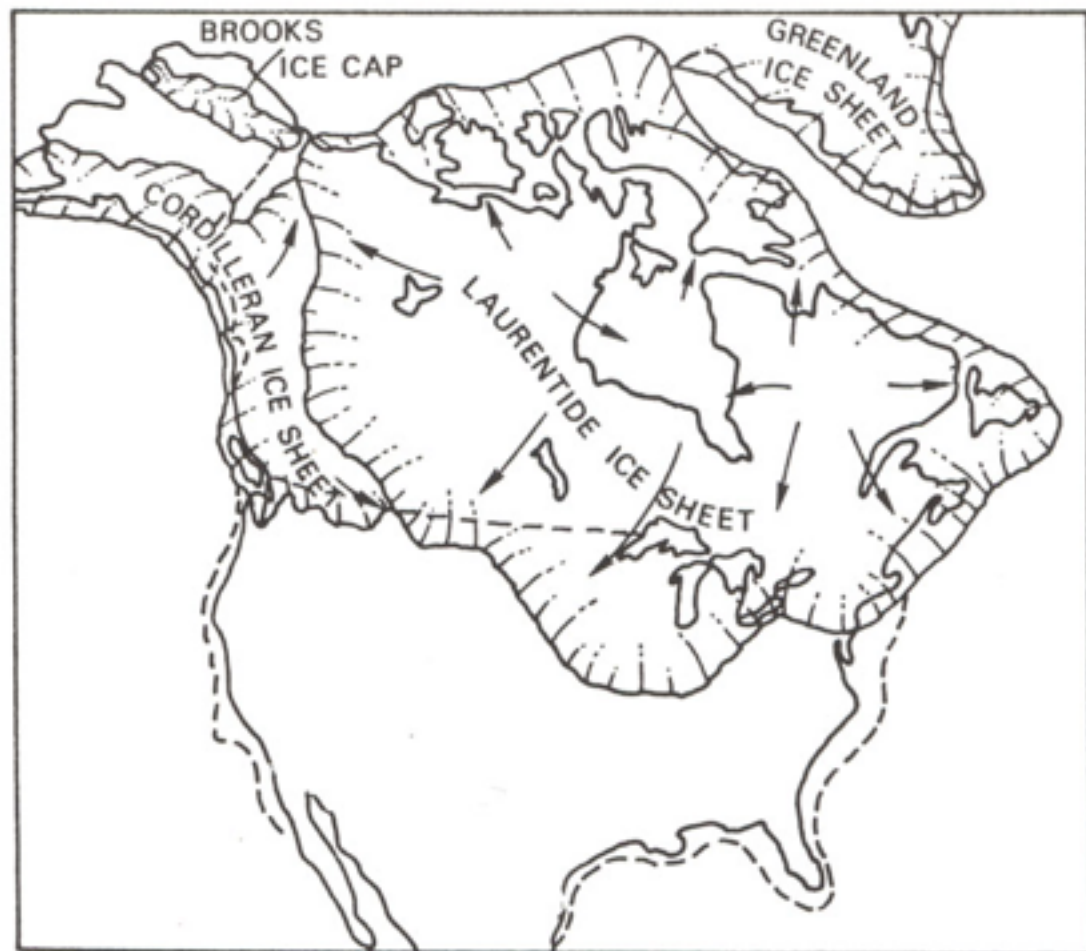 BROOKS
ICE CAP
GREENLAND
ICE SHEET
CORDILLERAN ICE SHEET
LAURENTIDE ICE SHEET